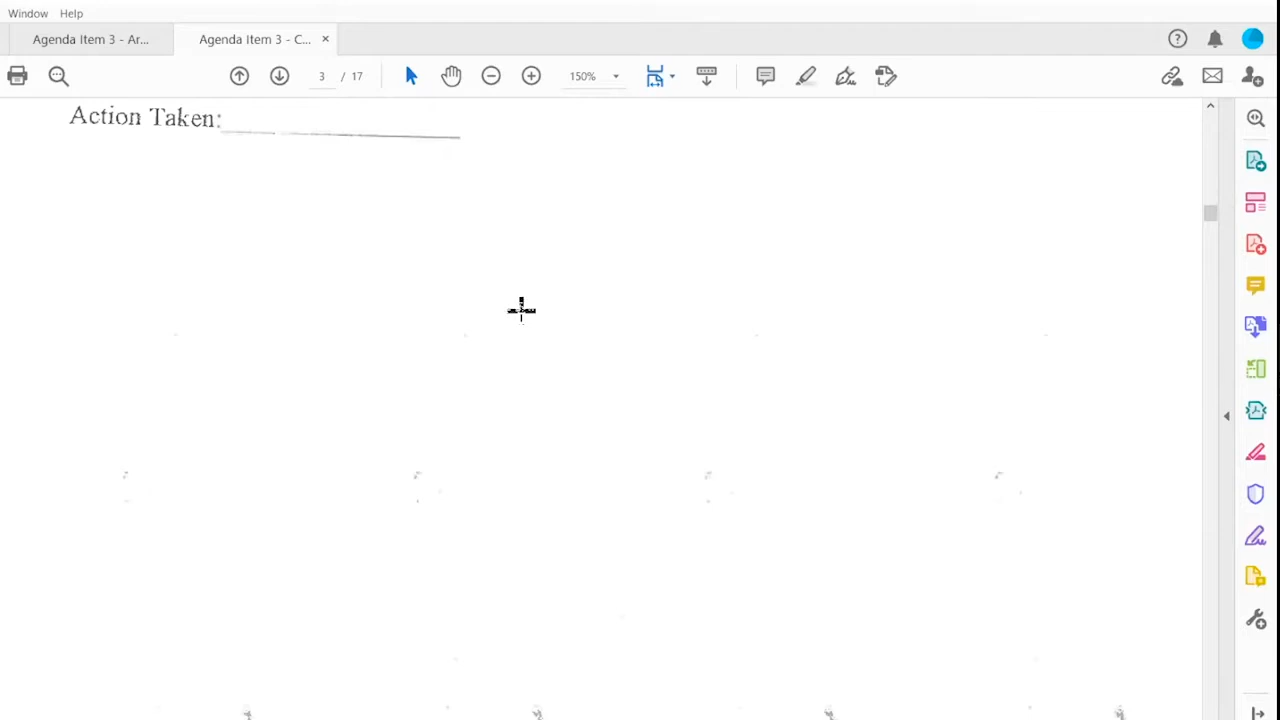 Window Help
Agenda Item 3 - Ar...
Agenda Item 3 - C...
3 / 17
150%
Action Taken: